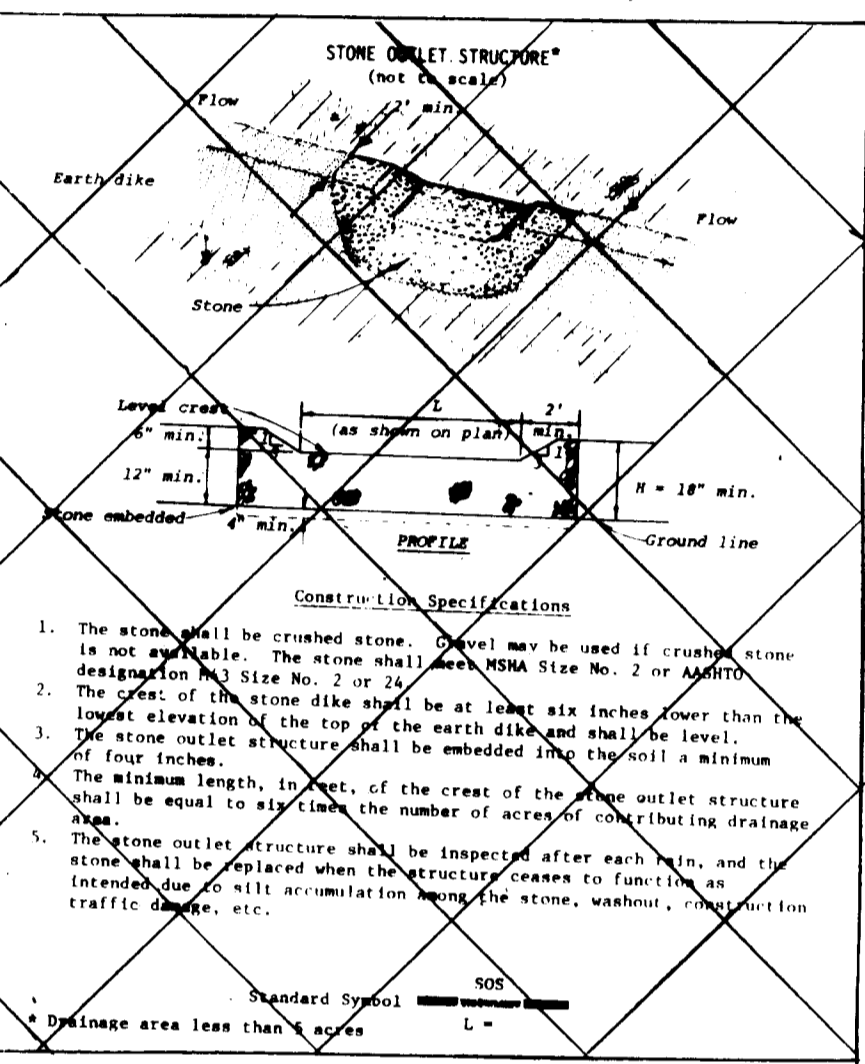 STONE OUTLET STRUCTURE*
(not to scale)
Flow
2' min.
Earth dike
Flow
Stone
Level crest
L
2'
6" min.
(as shown on plan)
min.
1
12" min.
H = 18" min.
Stone embedded
4" min.
PROFILE
Ground line
Construction Specifications
1. The stone shall be crushed stone. Gravel may be used if crushed stone
is not available. The stone shall meet MSHA Size No. 2 or AASHTO
designation M43 Size No. 2 or 24
2. The crest of the stone dike shall be at least six inches lower than the
lowest elevation of the top of the earth dike and shall be level.
3. The stone outlet structure shall be embedded into the soil a minimum
of four inches.
4. The minimum length, in feet, of the crest of the stone outlet structure
shall be equal to six times the number of acres of contributing drainage
area.
5. The stone outlet structure shall be inspected after each rain, and the
stone shall be replaced when the structure ceases to function as
intended due to silt accumulation among the stone, washout, construction
traffic damage, etc.
SOS
Standard Symbol
L =
* Drainage area less than 5 acres